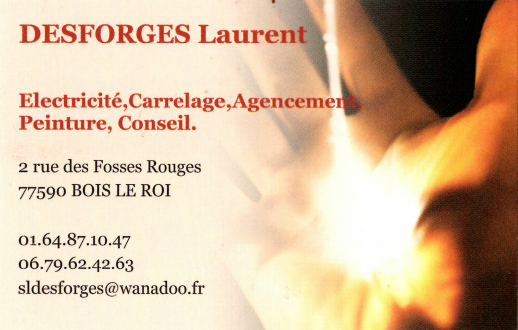 DESFORGES Laurent
Electricité,Carrelage,Agencement,
Peinture, Conseil.
2 rue des Fosses Rouges
77590 BOIS LE ROI
01.64.87.10.47
06.79.62.42.63
sldesforges@wanadoo.fr